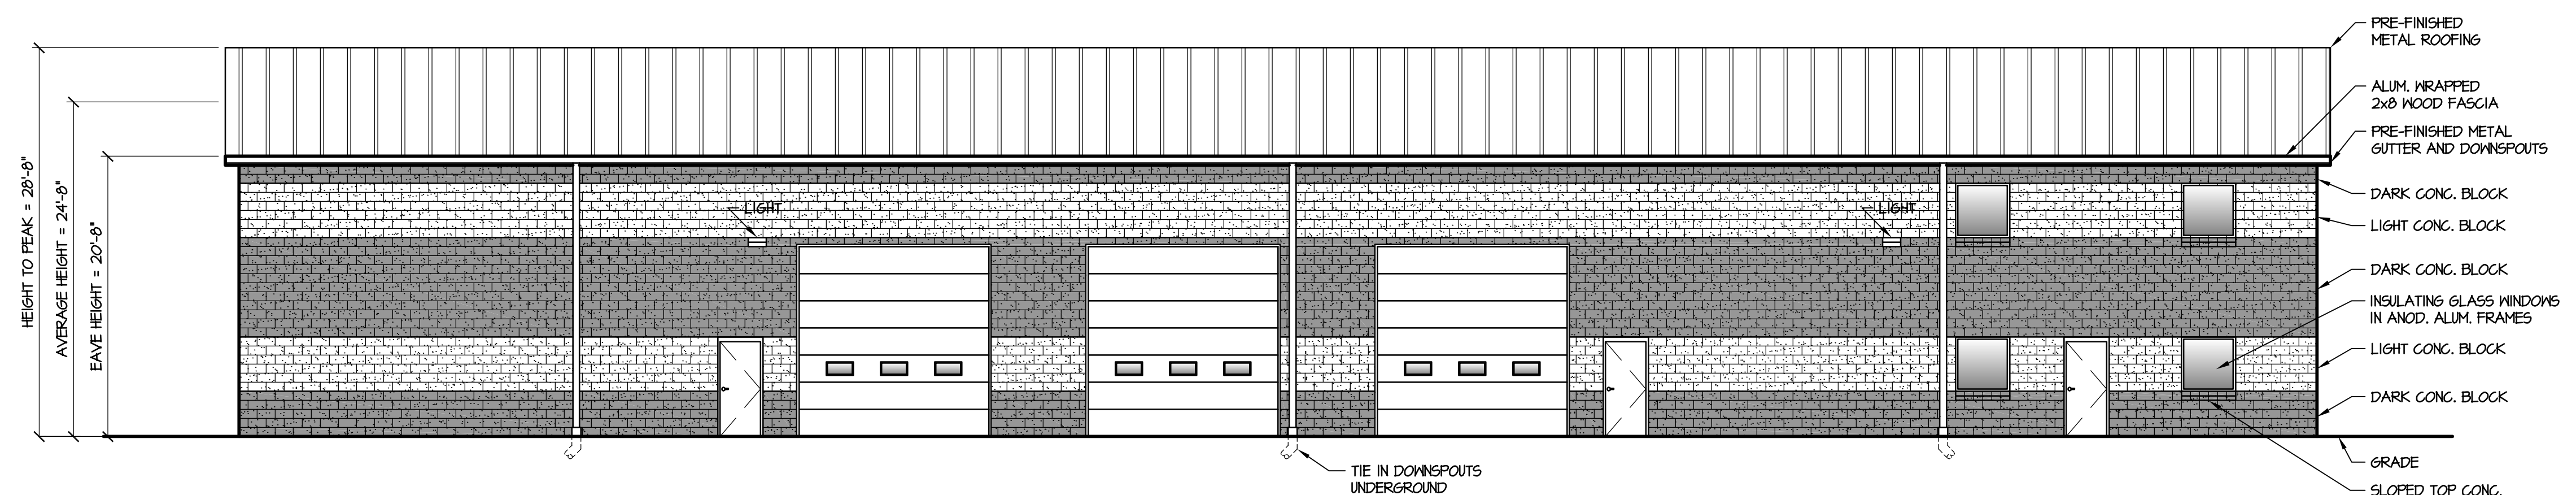 HEIGHT TO PEAK = 28'-8"
AVERAGE HEIGHT = 24'-8"
EAVE HEIGHT = 20'-8"
LIGHT
LIGHT
PRE-FINISHED
METAL ROOFING
ALUM. WRAPPED
2x8 WOOD FASCIA
PRE-FINISHED METAL
GUTTER AND DOWNSPOUTS
DARK CONC. BLOCK
LIGHT CONC. BLOCK
DARK CONC. BLOCK
INSULATING GLASS WINDOWS
IN ANOD. ALUM. FRAMES
LIGHT CONC. BLOCK
DARK CONC. BLOCK
GRADE
SLOPED TOP CONC.
TIE IN DOWNSPOUTS
UNDERGROUND